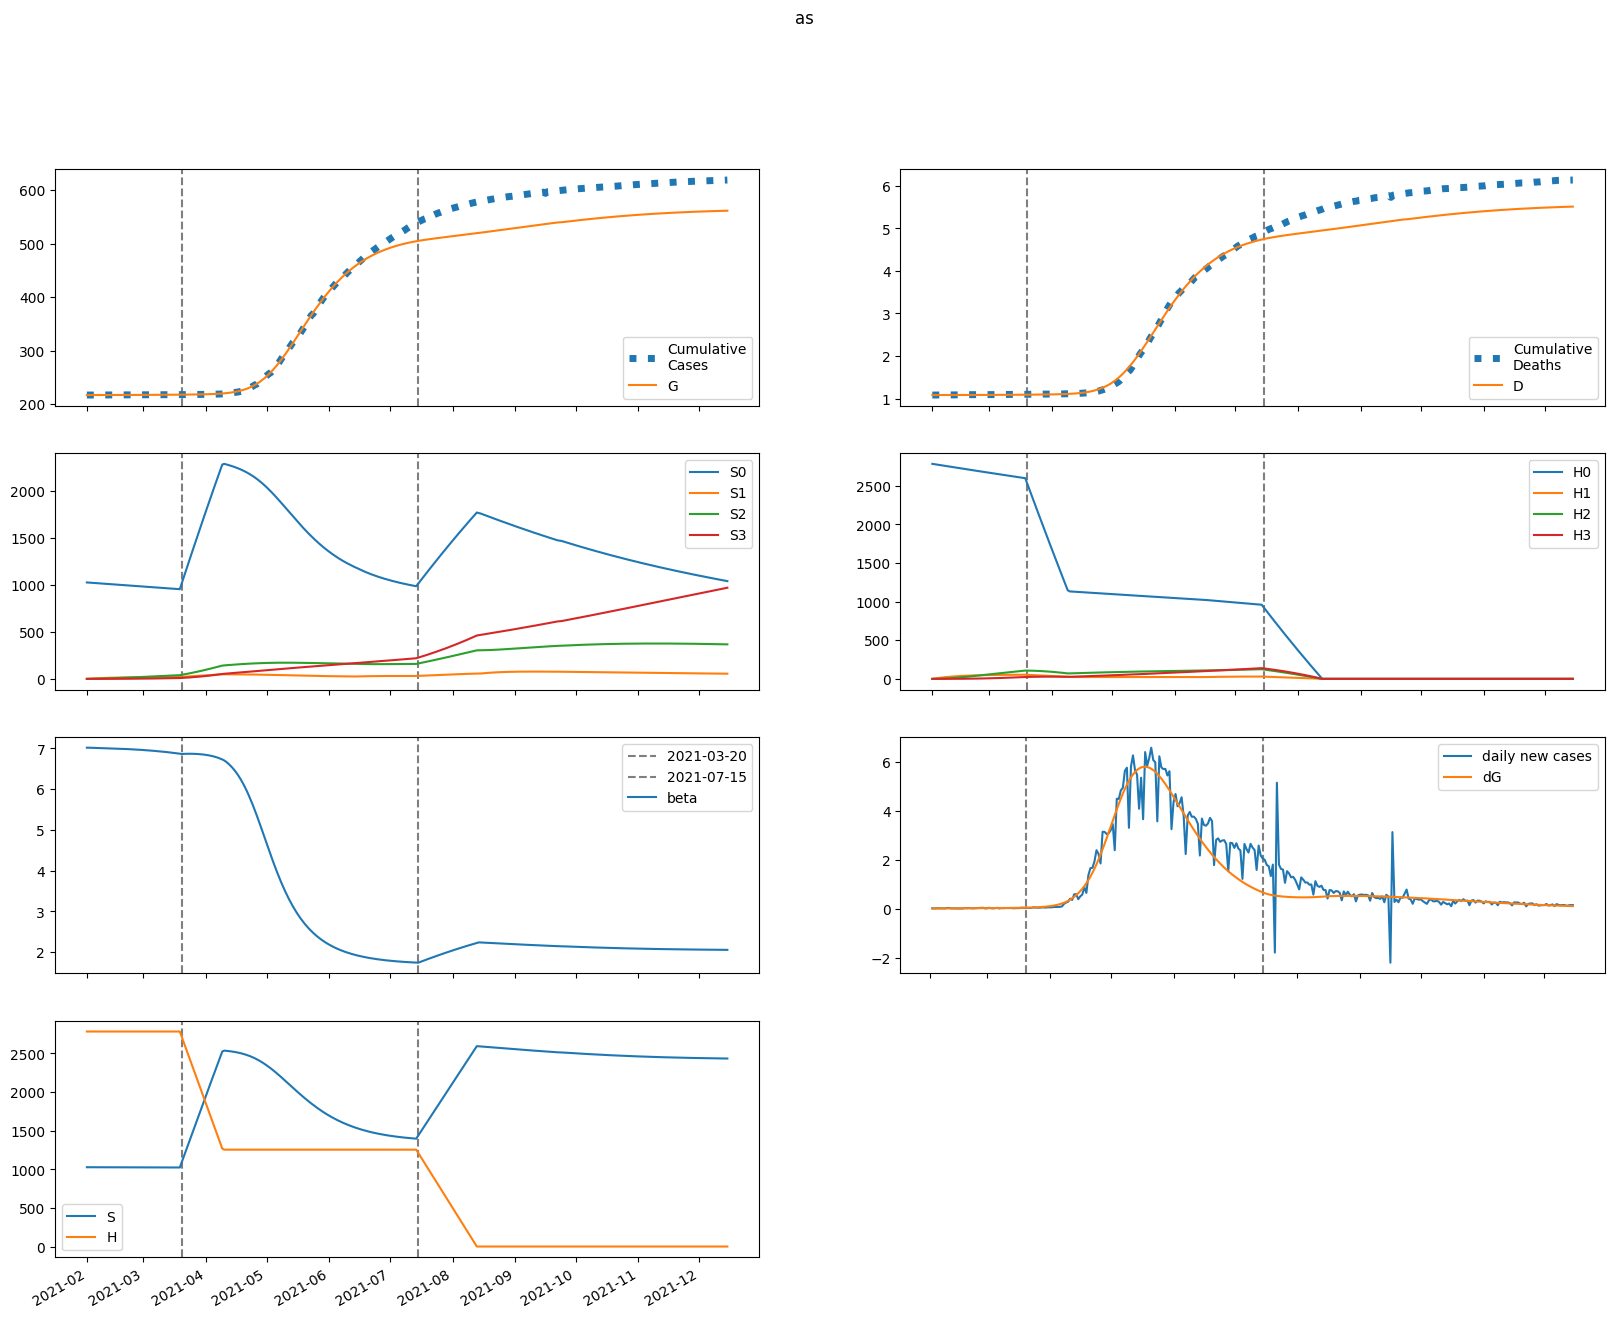 as
600
500
400
300
200
Cumulative
Cases
G
6
5
4
3
2
1
Cumulative
Deaths
D
2000
1500
1000
500
0
S0
S1
S2
S3
2500
2000
1500
1000
500
0
H0
H1
H2
H3
7
6
5
4
3
2
2021-03-20
2021-07-15
beta
6
4
2
0
−2
daily new cases
dG
2500
2000
1500
1000
500
0
S
H
2021-02
2021-03
2021-04
2021-05
2021-06
2021-07
2021-08
2021-09
2021-10
2021-11
2021-12